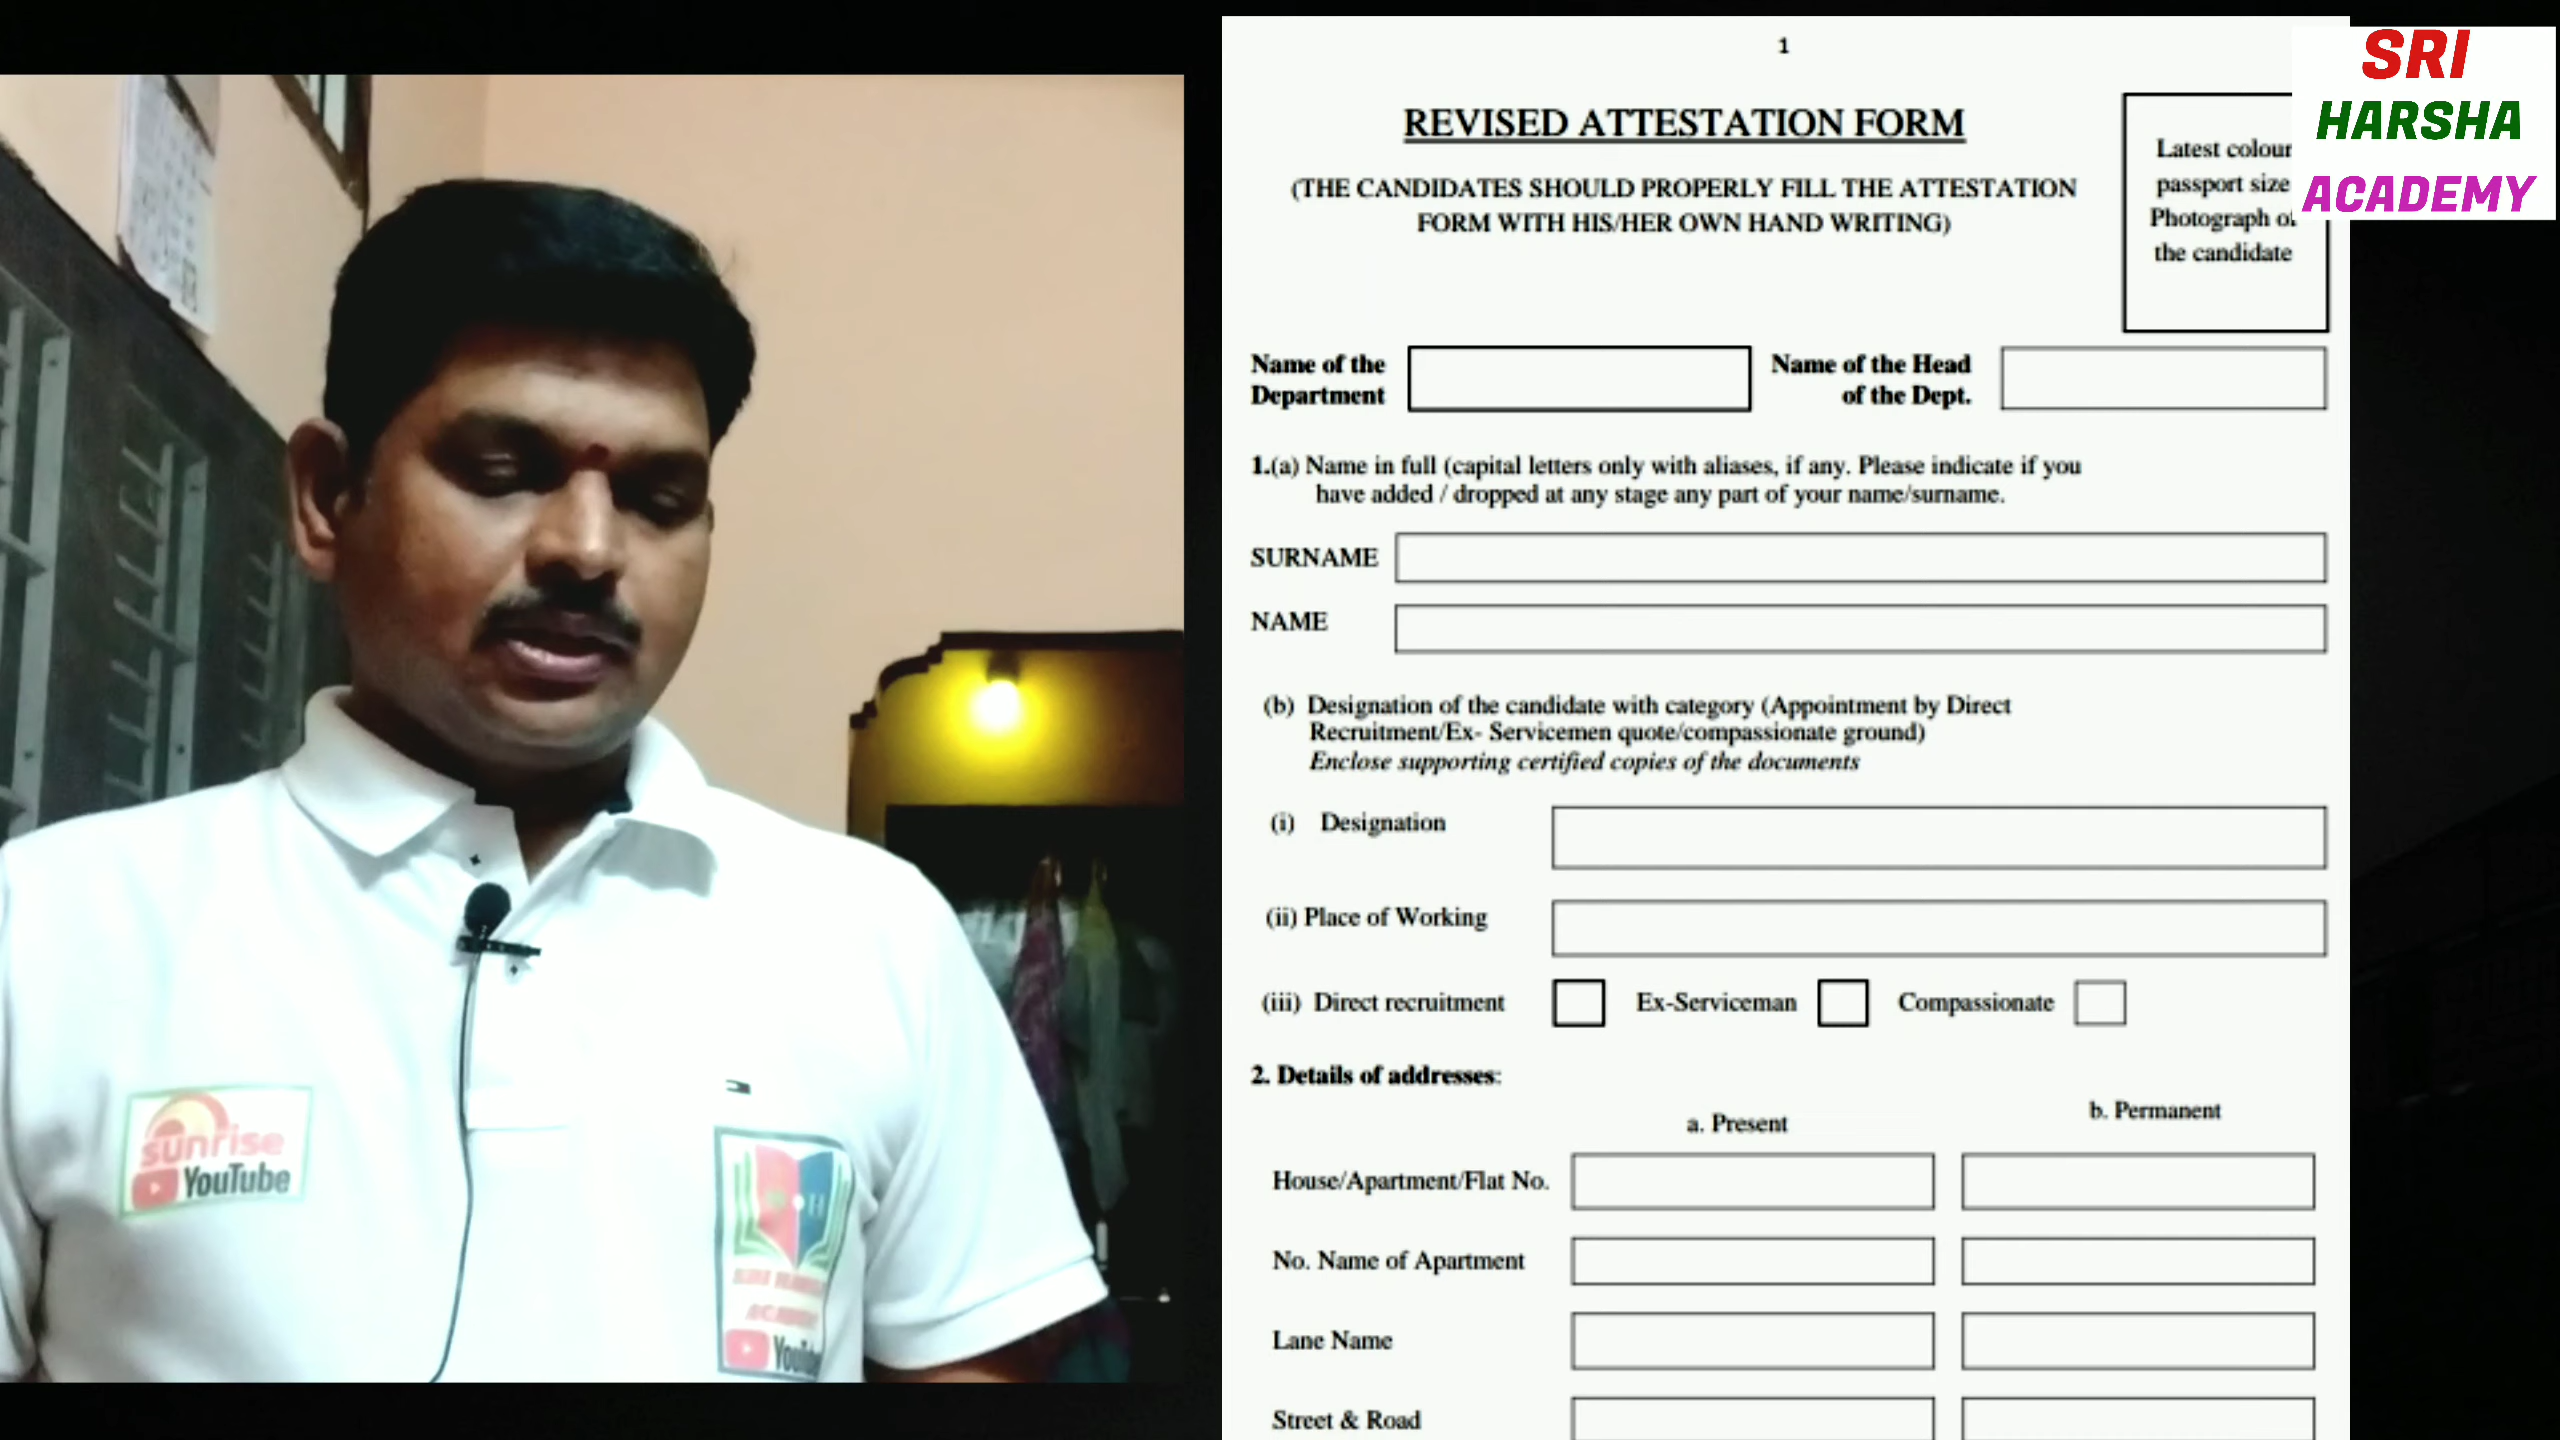 sunrise
YouTube
ACADEMY
1
REVISED ATTESTATION FORM
(THE CANDIDATES SHOULD PROPERLY FILL THE ATTESTATION
FORM WITH HIS/HER OWN HAND WRITING)
Latest colour
passport size
Photograph of
the candidate
SRI
HARSHA
ACADEMY
Name of the
Department
Name of the Head
of the Dept.
1.(a) Name in full (capital letters only with aliases, if any. Please indicate if you
have added / dropped at any stage any part of your name/surname.
SURNAME
NAME
(b) Designation of the candidate with category (Appointment by Direct
Recruitment/Ex- Servicemen quote/compassionate ground)
Enclose supporting certified copies of the documents
(i) Designation
(ii) Place of Working
(iii) Direct recruitment Ex-Serviceman Compassionate
2. Details of addresses:
a. Present b. Permanent
House/Apartment/Flat No.
No. Name of Apartment
Lane Name
Street & Road